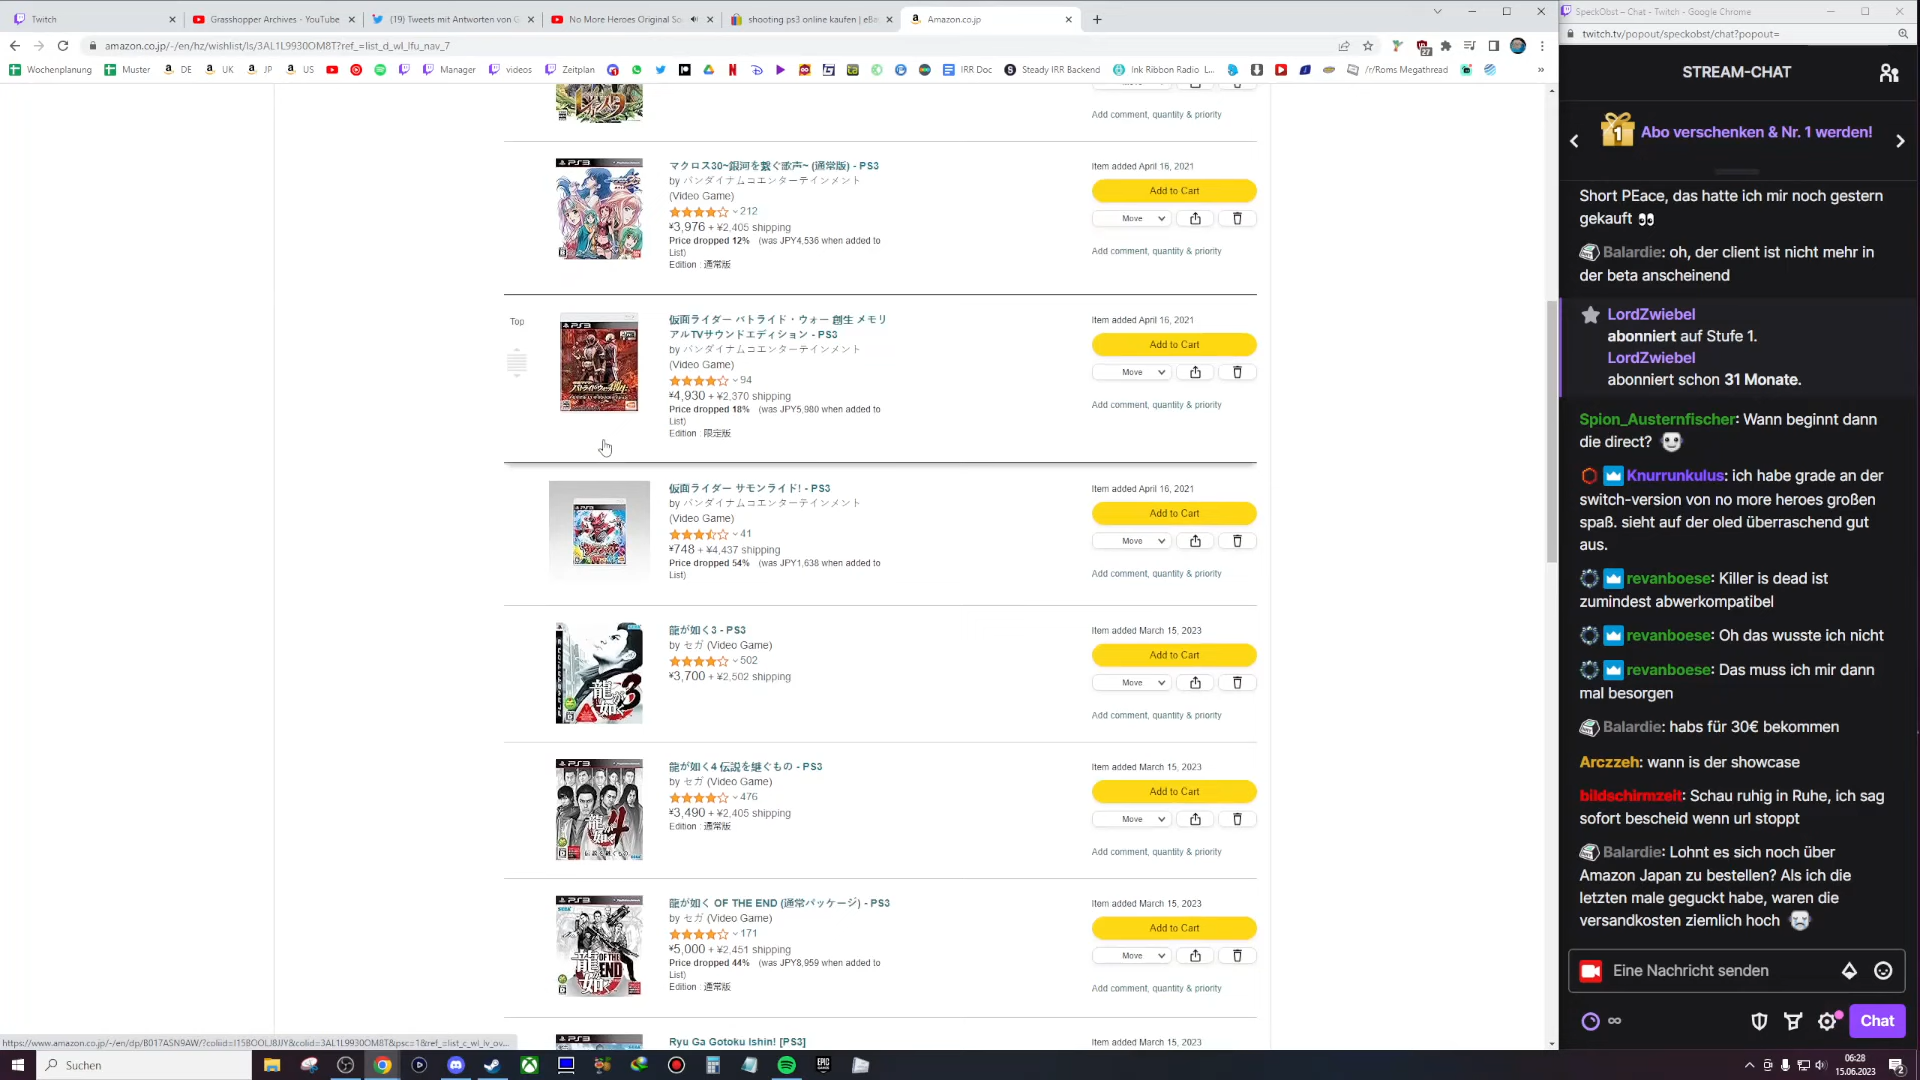 Twitch
Grasshopper Archives - YouTube
(19) Tweets mit Antworten von G
No More Heroes Original So
shooting ps3 online kaufen | eBa
Amazon.co.jp
amazon.co.jp/-/en/hz/wishlist/ls/3AL1L9930OM8T?ref_=list_d_wl_lfu_nav_7
Wochenplanung
Muster
DE
UK
JP
US
Manager
videos
Zeitplan
IRR Doc
Steady IRR Backend
Ink Ribbon Radio L...
/r/Roms Megathread
Add comment, quantity & priority
マクロス30~銀河を繋ぐ歌声~ (通常版) - PS3
by バンダイナムコエンターテインメント
(Video Game)
212
¥3,976 + ¥2,405 shipping
Price dropped 12% (was JPY4,536 when added to
List)
Edition : 通常版
Item added April 16, 2021
Add to Cart
Move
Add comment, quantity & priority
Top
仮面ライダー バトライド・ウォー 創生 メモリ
アルTVサウンドエディション - PS3
by バンダイナムコエンターテインメント
(Video Game)
94
¥4,930 + ¥2,370 shipping
Price dropped 18% (was JPY5,980 when added to
List)
Edition : 限定版
Item added April 16, 2021
Add to Cart
Move
Add comment, quantity & priority
仮面ライダー サモンライド! - PS3
by バンダイナムコエンターテインメント
(Video Game)
41
¥748 + ¥4,437 shipping
Price dropped 54% (was JPY1,638 when added to
List)
Item added April 16, 2021
Add to Cart
Move
Add comment, quantity & priority
龍が如く3 - PS3
by セガ (Video Game)
502
¥3,700 + ¥2,502 shipping
Item added March 15, 2023
Add to Cart
Move
Add comment, quantity & priority
龍が如く4 伝説を継ぐもの - PS3
by セガ (Video Game)
476
¥3,490 + ¥2,405 shipping
Edition : 通常版
Item added March 15, 2023
Add to Cart
Move
Add comment, quantity & priority
龍が如く OF THE END (通常パッケージ) - PS3
by セガ (Video Game)
171
¥5,000 + ¥2,451 shipping
Price dropped 44% (was JPY8,959 when added to
List)
Edition : 通常版
Item added March 15, 2023
Add to Cart
Move
Add comment, quantity & priority
Ryu Ga Gotoku Ishin! [PS3]
Item added March 15, 2023
Suchen
06:28
15.06.2023
SpeckObst – Chat - Twitch - Google Chrome
twitch.tv/popout/speckobst/chat?popout=
STREAM-CHAT
1 Abo verschenken & Nr. 1 werden!
Short PEace, das hatte ich mir noch gestern
gekauft
Balardie: oh, der client ist nicht mehr in
der beta anscheinend
LordZwiebel
abonniert auf Stufe 1.
LordZwiebel
abonniert schon 31 Monate.
Spion_Austernfischer: Wann beginnt dann
die direct?
Knurrunkulus: ich habe grade an der
switch-version von no more heroes großen
spaß. sieht auf der oled überraschend gut
aus.
revanboese: Killer is dead ist
zumindest abwerkompatibel
revanboese: Oh das wusste ich nicht
revanboese: Das muss ich mir dann
mal besorgen
Balardie: habs für 30€ bekommen
Arczzeh: wann is der showcase
bildschirmzeit: Schau ruhig in Ruhe, ich sag
sofort bescheid wenn url stoppt
Balardie: Lohnt es sich noch über
Amazon Japan zu bestellen? Als ich die
letzten male geguckt habe, waren die
versandkosten ziemlich hoch
Eine Nachricht senden
Chat